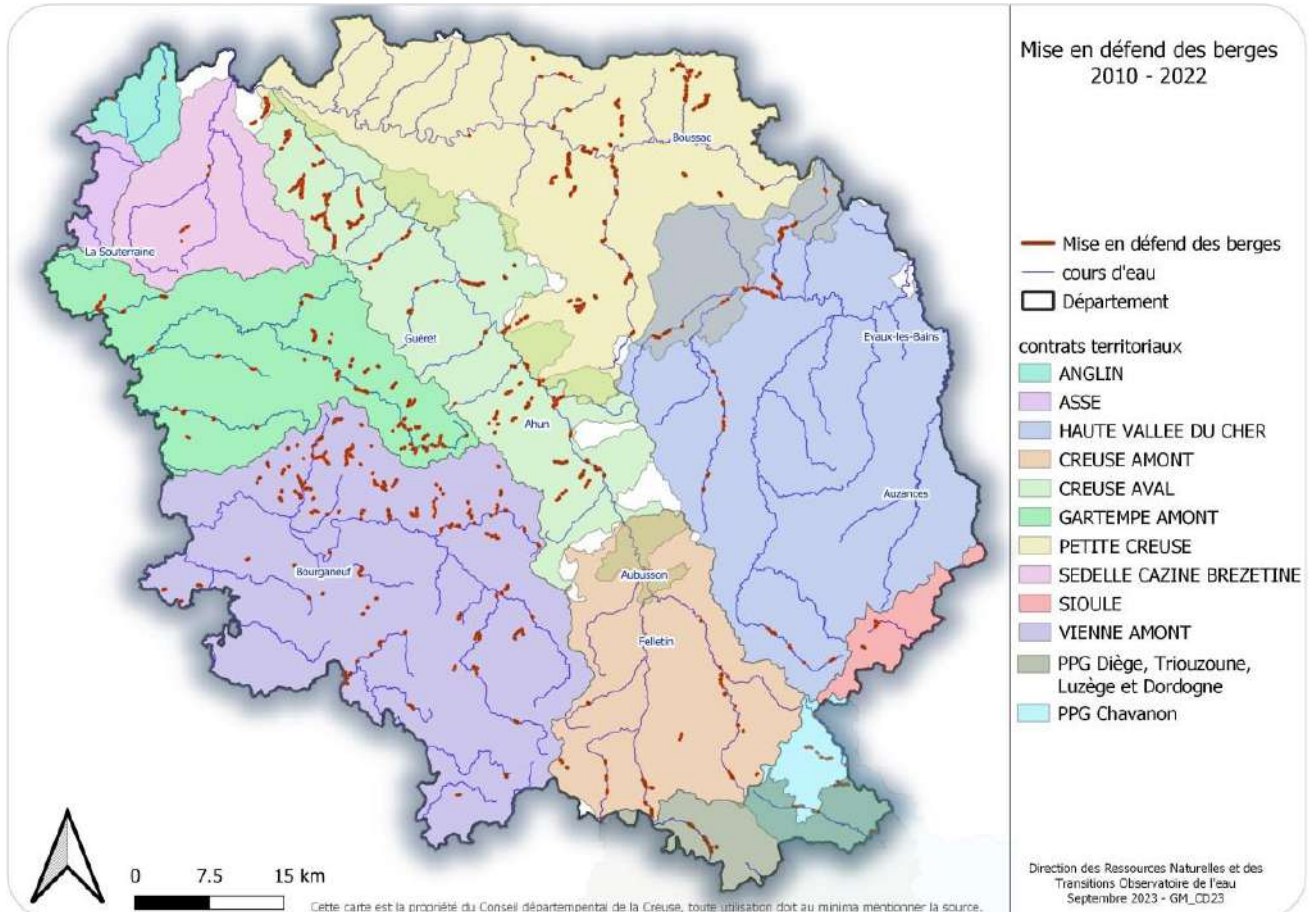 Mise en défend des berges
2010 - 2022
Mise en défend des berges
cours d'eau
Département
contrats territoriaux
ANGLIN
ASSE
HAUTE VALLEE DU CHER
CREUSE AMONT
CREUSE AVAL
GARTEMPE AMONT
PETITE CREUSE
SEDELLE CAZINE BREZETINE
SIOULE
VIENNE AMONT
PPG Diège, Triouzoune,
Luzège et Dordogne
PPG Chavanon
Boussac
La Souterraine
Guéret
Evaux-les-Bains
Ahun
Auzances
Bourganeuf
Aubusson
Felletin
0 7.5 15 km
Cette carte est la propriété du Conseil départempental de la Creuse, toute utilisation doit au minima mentionner la source.
Direction des Ressources Naturelles et des
Transitions Observatoire de l'eau
Septembre 2023 - GM_CD23